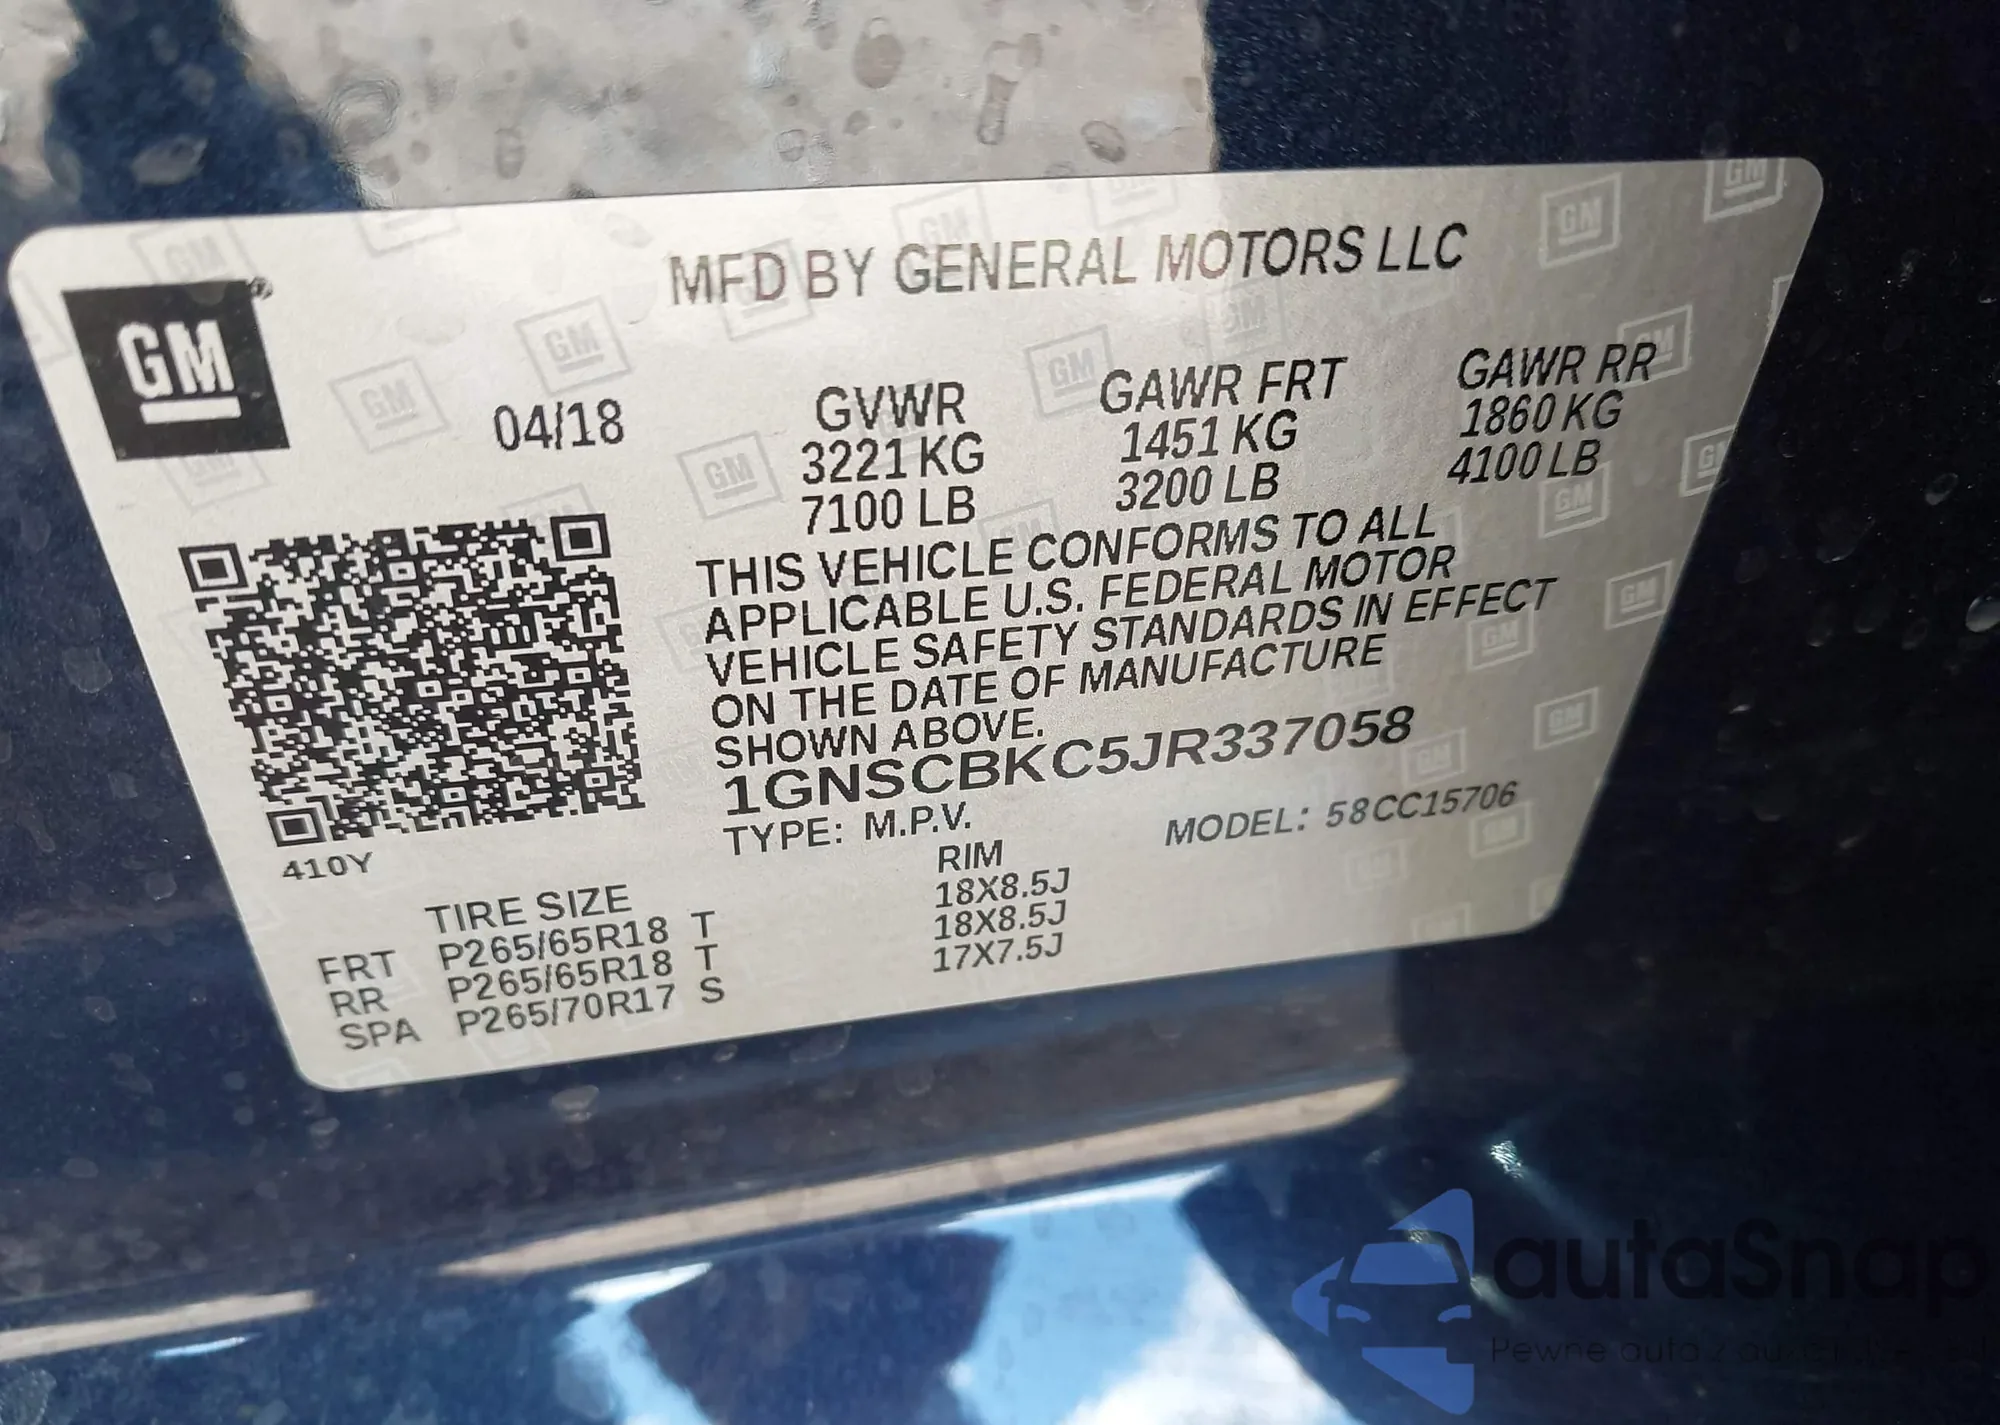 MFD BY GENERAL MOTORS LLC
GM
04/18
GVWR GAWR FRT GAWR RR
3221 KG 1451 KG 1860 KG
7100 LB 3200 LB 4100 LB
THIS VEHICLE CONFORMS TO ALL
APPLICABLE U.S. FEDERAL MOTOR
VEHICLE SAFETY STANDARDS IN EFFECT
ON THE DATE OF MANUFACTURE
SHOWN ABOVE.
1GNSCBKC5JR337058
TYPE: M.P.V. MODEL: 58CC15706
410Y
TIRE SIZE RIM
FRT P265/65R18 T 18X8.5J
RR P265/65R18 T 18X8.5J
SPA P265/70R17 S 17X7.5J
autaSnap
Pewne auta z